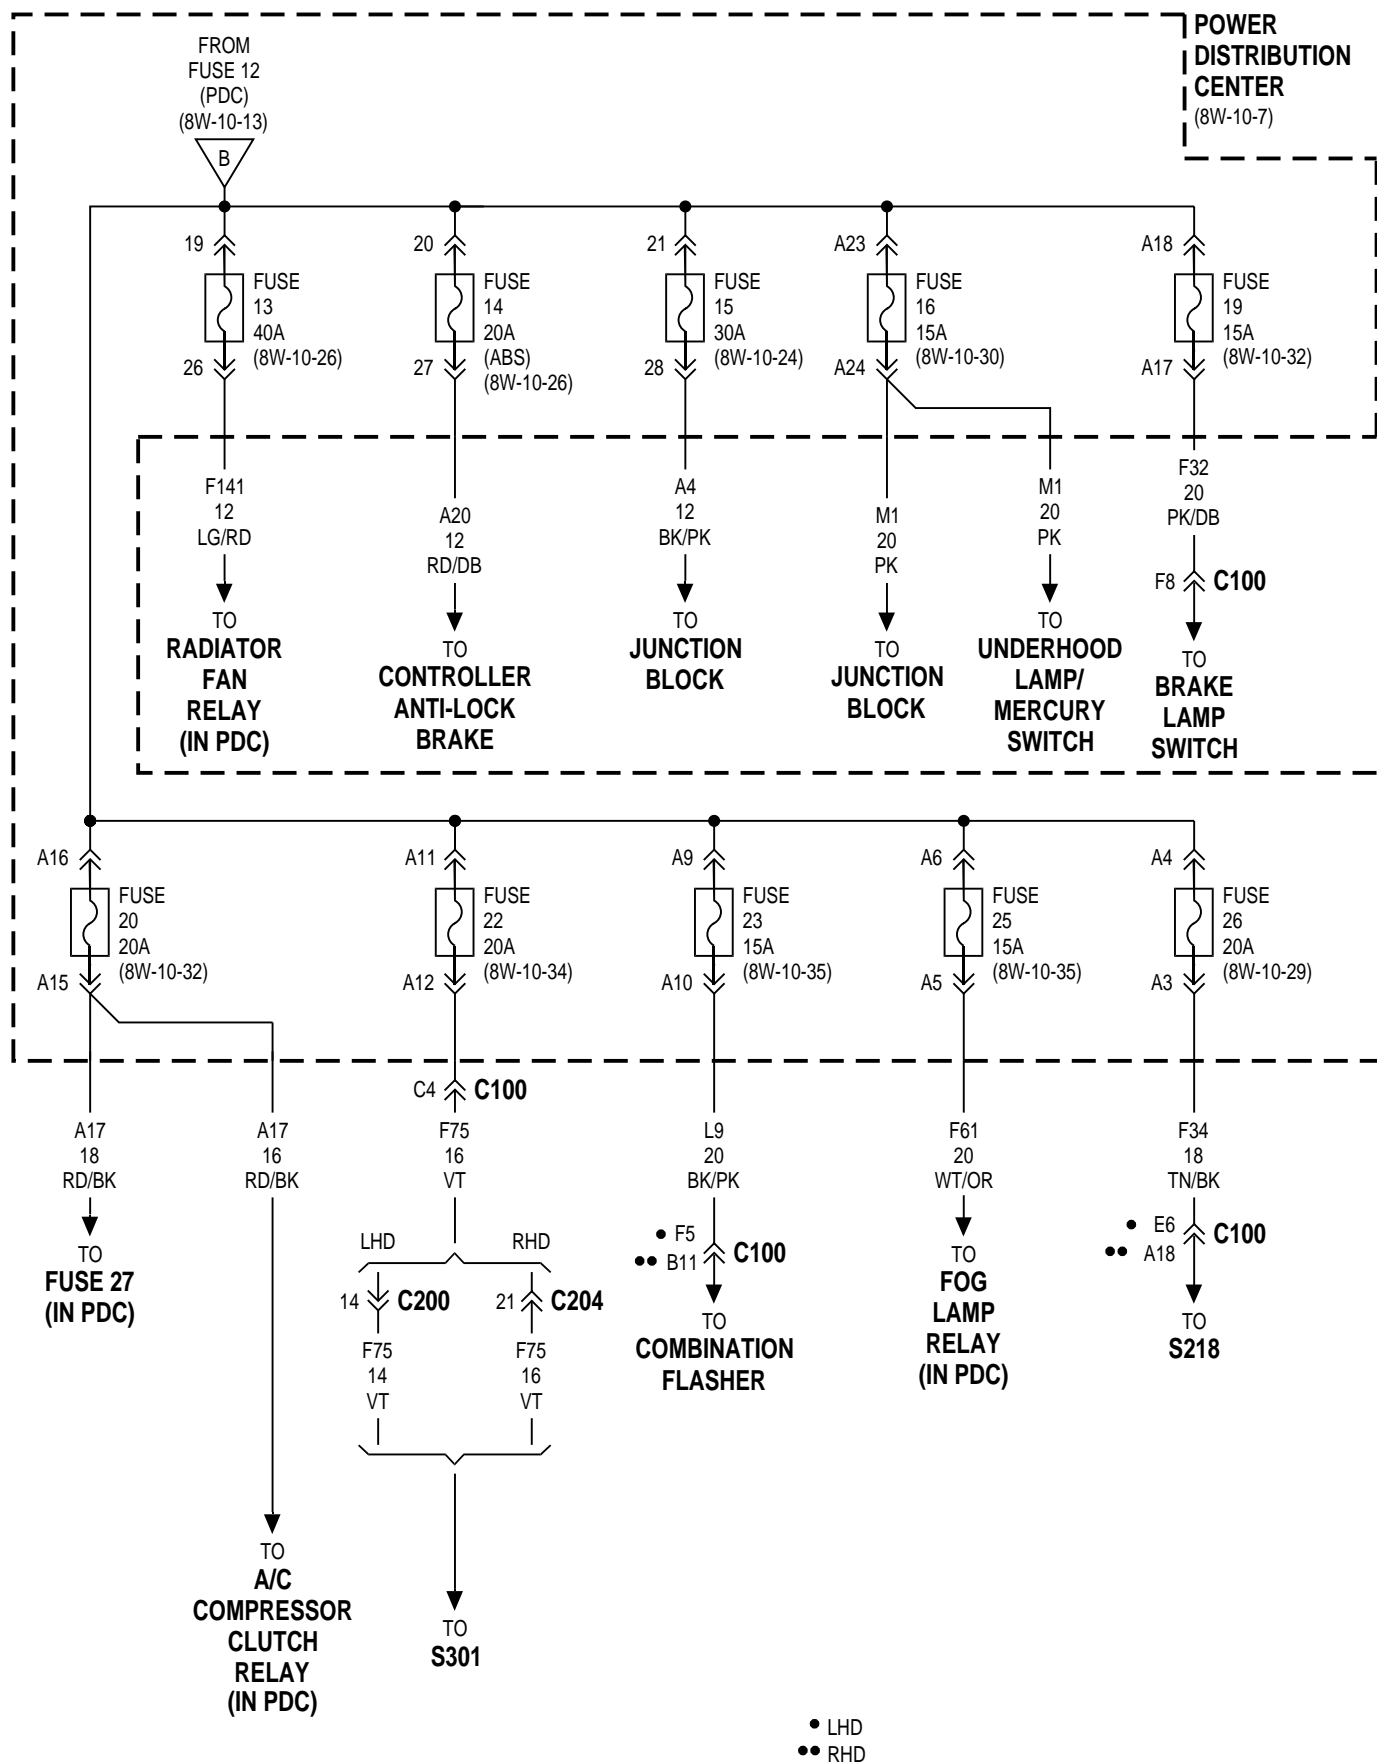 POWER
DISTRIBUTION
CENTER
(8W-10-7)
FROM
FUSE 12
(PDC)
(8W-10-13)
B
19
FUSE
13
40A
(8W-10-26)
26
20
FUSE
14
20A
(ABS)
(8W-10-26)
27
21
FUSE
15
30A
(8W-10-24)
28
A23
FUSE
16
15A
(8W-10-30)
A24
A18
FUSE
19
15A
(8W-10-32)
A17
F141
12
LG/RD
TO
RADIATOR
FAN
RELAY
(IN PDC)
A20
12
RD/DB
TO
CONTROLLER
ANTI-LOCK
BRAKE
A4
12
BK/PK
TO
JUNCTION
BLOCK
M1
20
PK
TO
JUNCTION
BLOCK
M1
20
PK
TO
UNDERHOOD
LAMP/
MERCURY
SWITCH
F32
20
PK/DB
F8 C100
TO
BRAKE
LAMP
SWITCH
A16
FUSE
20
20A
(8W-10-32)
A15
A11
FUSE
22
20A
(8W-10-34)
A12
A9
FUSE
23
15A
(8W-10-35)
A10
A6
FUSE
25
15A
(8W-10-35)
A5
A4
FUSE
26
20A
(8W-10-29)
A3
A17
18
RD/BK
TO
FUSE 27
(IN PDC)
A17
16
RD/BK
TO
A/C
COMPRESSOR
CLUTCH
RELAY
(IN PDC)
C4 C100
F75
16
VT
LHD RHD
14 C200
21 C204
F75
14
VT
F75
16
VT
TO
S301
L9
20
BK/PK
• F5
•• B11
C100
TO
COMBINATION
FLASHER
F61
20
WT/OR
TO
FOG
LAMP
RELAY
(IN PDC)
F34
18
TN/BK
• E6
•• A18
C100
TO
S218
• LHD
•• RHD